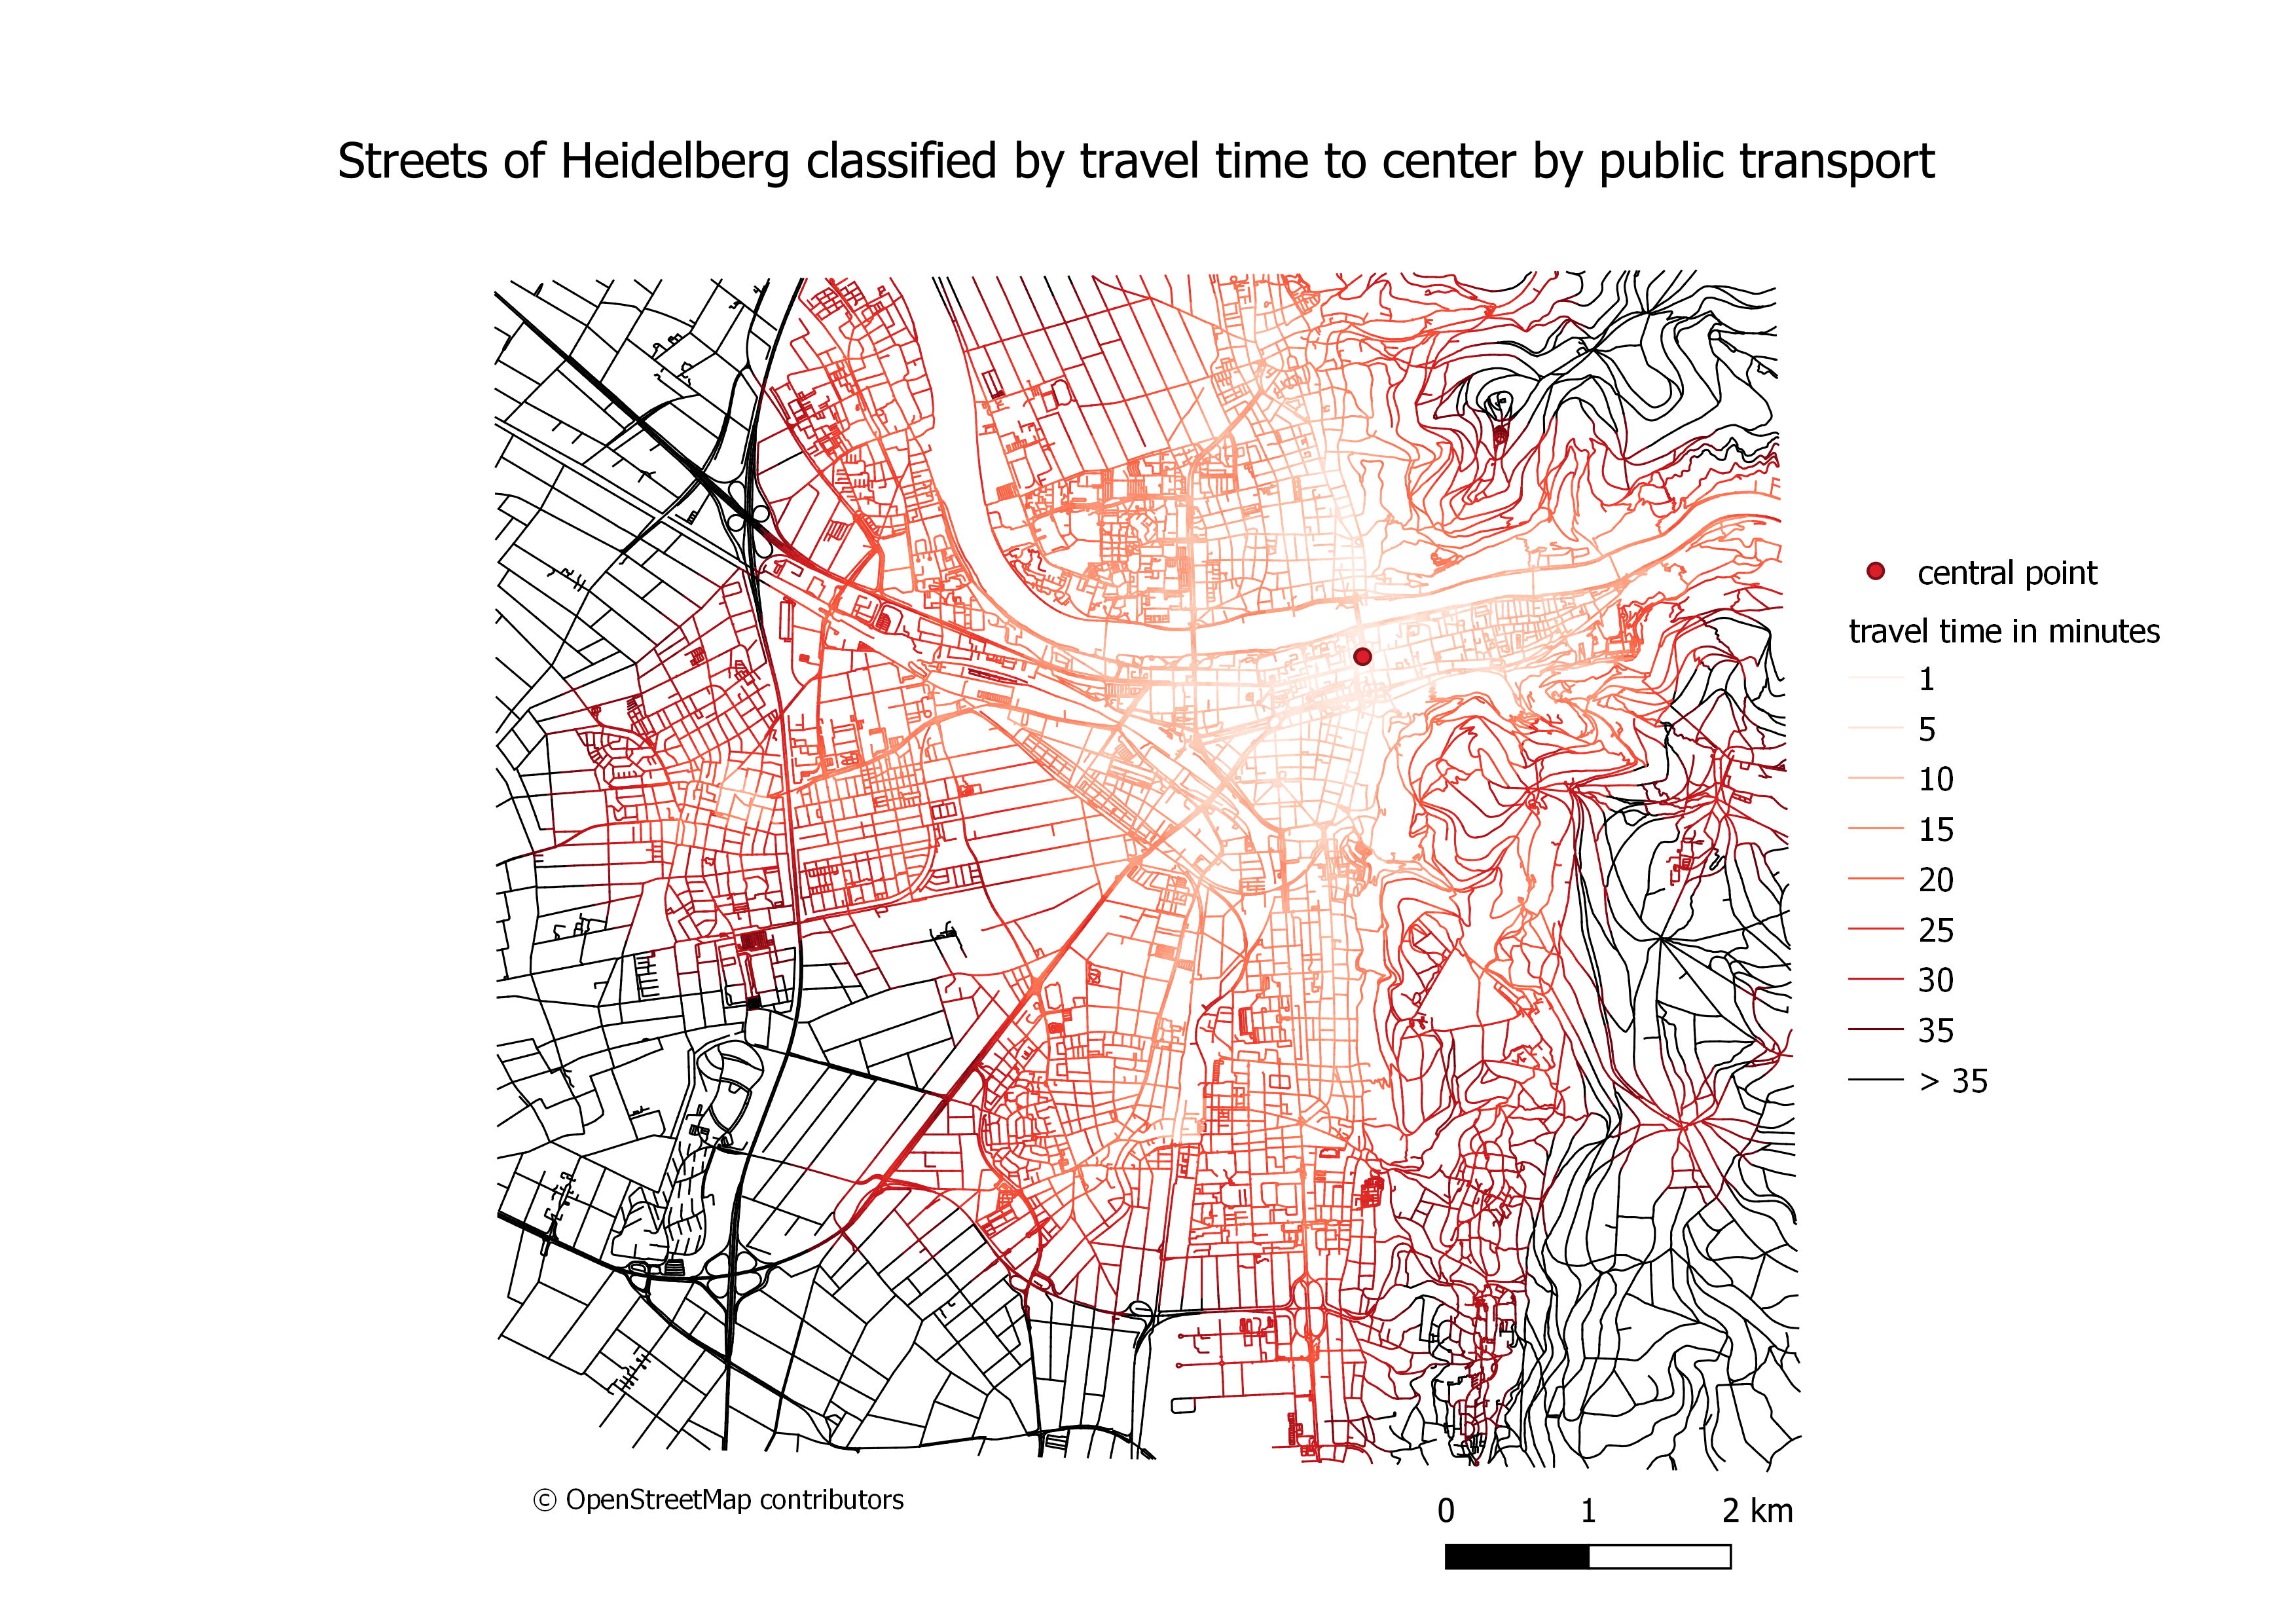 Streets of Heidelberg classified by travel time to center by public transport
central point
travel time in minutes
1
5
10
15
20
25
30
35
> 35
© OpenStreetMap contributors
0 1 2 km